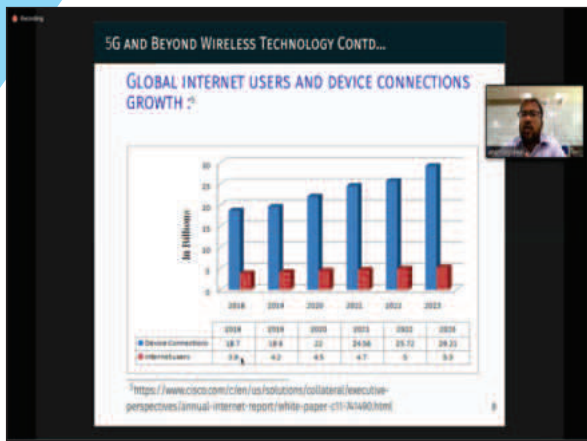 Recording
5G AND BEYOND WIRELESS TECHNOLOGY CONTD...
GLOBAL INTERNET USERS AND DEVICE CONNECTIONS
GROWTH :5
In Billions
30
25
20
15
10
5
0
2018 2019 2020 2021 2022 2023
2018 2019 2020 2021 2022 2023
Device Connections 18.7 19.6 22 24.56 25.72 29.21
Internet users 3.9 4.2 4.5 4.7 5 5.3
5https://www.cisco.com/c/en/us/solutions/collateral/executive-
perspectives/annual-internet-report/white-paper-c11-741490.html